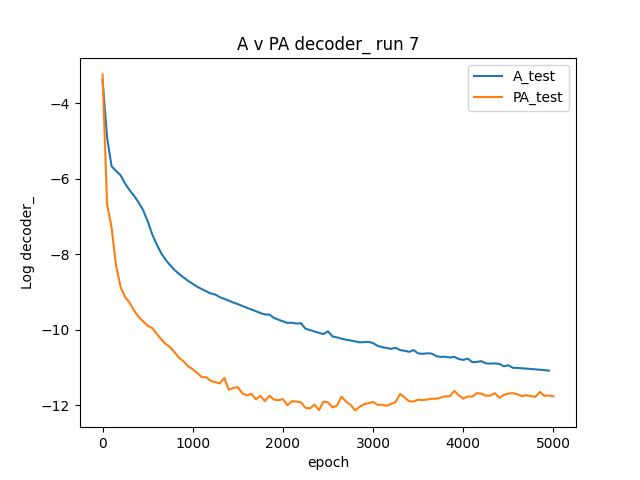 A v PA decoder_ run 7
A_test
PA_test
Log decoder_
−4
−6
−8
−10
−12
0
1000
2000
3000
4000
5000
epoch